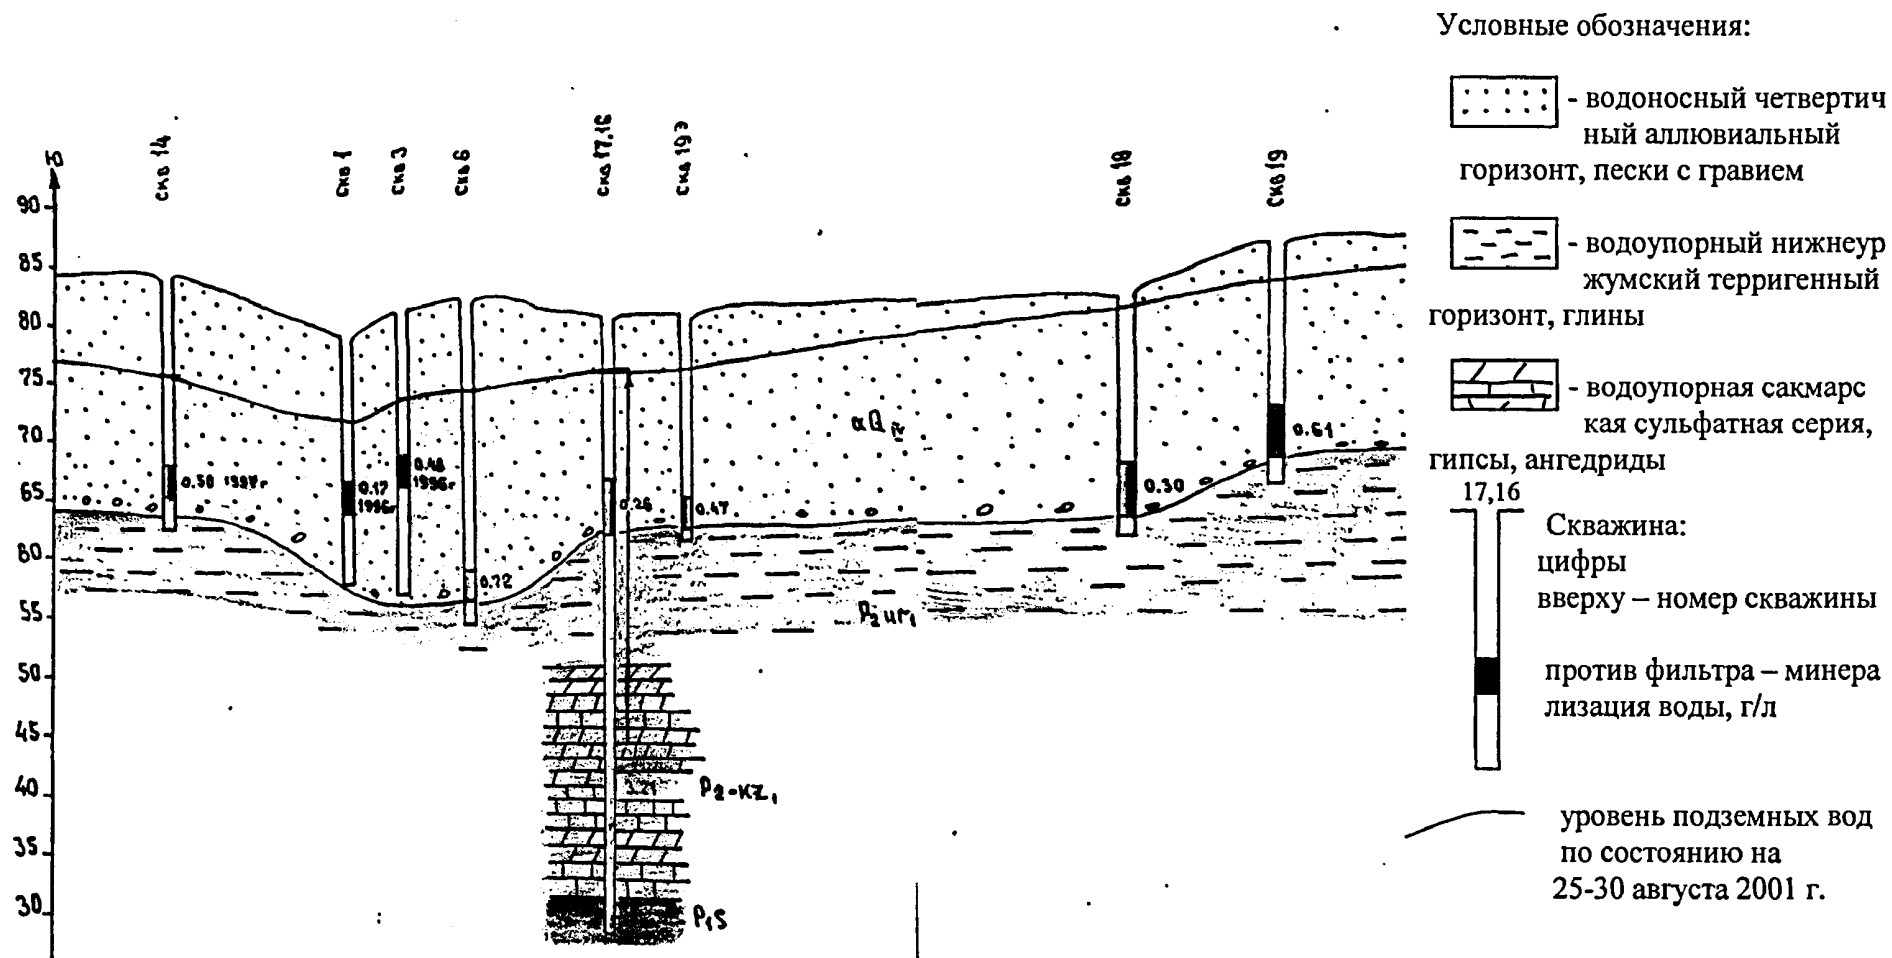 Ю
скв 14
скв 1
скв 3
скв 6
скв 17,16
скв 19э
скв 18
скв 19
90
85
80
75
70
65
60
55
50
45
40
35
30
0.17
1996г
0.48
1996г
0.72
0.26
0.47
0.30
0.61
αQIV
P2ur1
3.21
P2-kz1
P1s
Условные обозначения:
- водоносный четвертич
ный аллювиальный
горизонт, пески с гравием
- водоупорный нижнеур
жумский терригенный
горизонт, глины
- водоупорная сакмарс
кая сульфатная серия,
гипсы, ангедриды
17,16
Скважина:
цифры
вверху – номер скважины
против фильтра – минера
лизация воды, г/л
уровень подземных вод
по состоянию на
25-30 августа 2001 г.